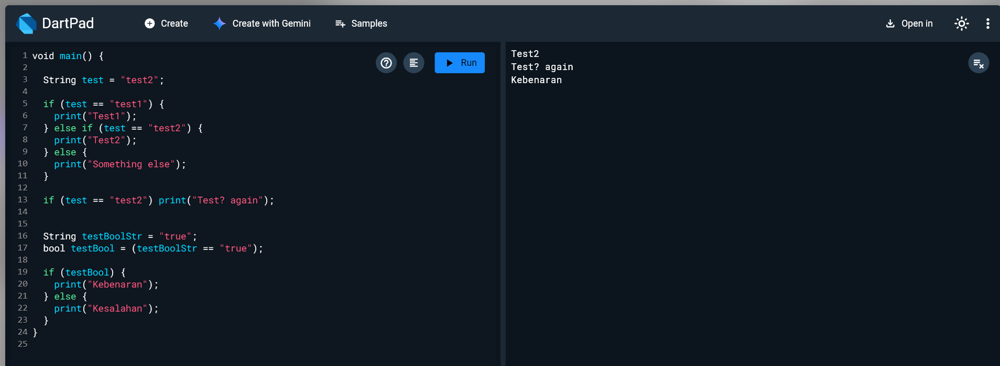 DartPad
Create
Create with Gemini
Samples
Open in
1 void main() {
2
3   String test = "test2";
4
5   if (test == "test1") {
6     print("Test1");
7   } else if (test == "test2") {
8     print("Test2");
9   } else {
10     print("Something else");
11   }
12
13   if (test == "test2") print("Test? again");
14
15
16   String testBoolStr = "true";
17   bool testBool = (testBoolStr == "true");
18
19   if (testBool) {
20     print("Kebenaran");
21   } else {
22     print("Kesalahan");
23   }
24 }
25
Run
Test2
Test? again
Kebenaran